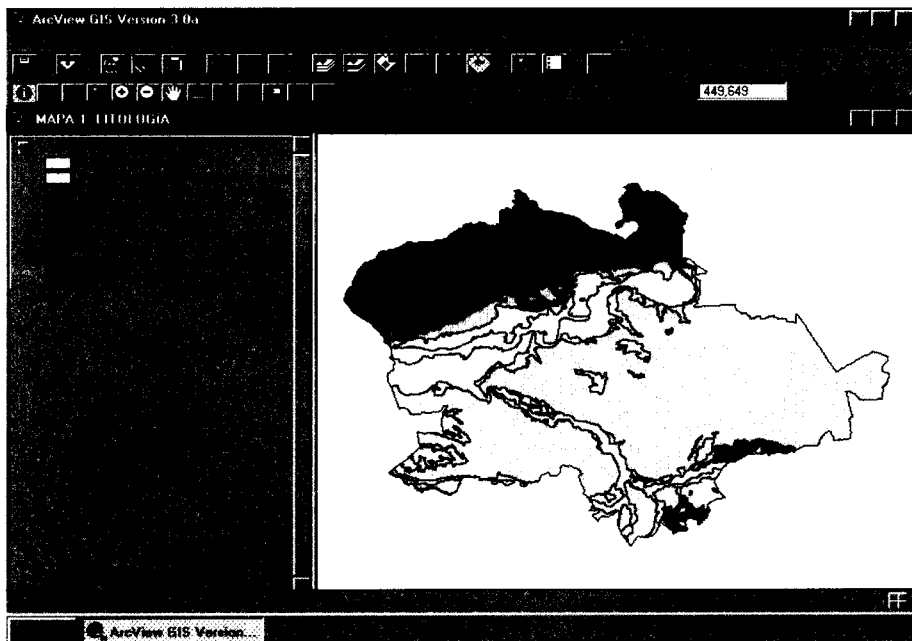 ArcView GIS Version 3.0a
449,649
MAPA 1: LITOLOGIA
ArcView GIS Version...